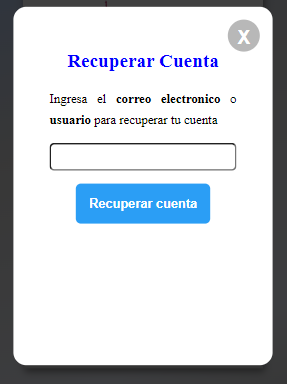 X
Recuperar Cuenta
Ingresa el correo electronico o
usuario para recuperar tu cuenta
Recuperar cuenta